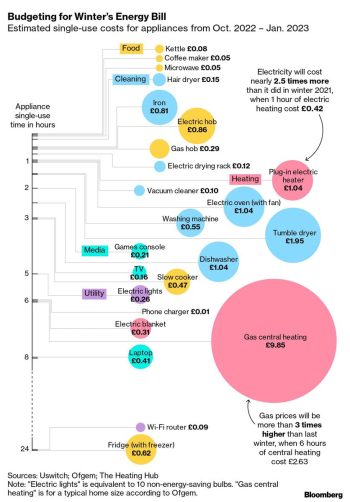 Budgeting for Winter's Energy Bill
Estimated single-use costs for appliances from Oct. 2022 – Jan. 2023
Food
Kettle £0.08
Coffee maker £0.05
Microwave £0.05
Cleaning
Hair dryer £0.15
Electricity will cost
nearly 2.5 times more
than it did in winter 2021,
when 1 hour of electric
heating cost £0.42
Appliance
single-use
time in hours
Iron
£0.81
Electric hob
£0.86
Gas hob £0.29
1
Electric drying rack £0.12
Heating
Plug-in electric
heater
£1.04
2
Vacuum cleaner £0.10
Electric oven (with fan)
£1.04
3
Washing machine
£0.55
Tumble dryer
£1.95
Media
Games console
£0.21
Dishwasher
£1.04
5
TV
£0.16
Slow cooker
£0.47
Utility
Electric lights
£0.26
6
Phone charger £0.01
Electric blanket
£0.31
Gas central heating
£9.85
8
Laptop
£0.41
Gas prices will be
more than 3 times
higher than last
winter, when 6 hours
of central heating
cost £2.63
Wi-Fi router £0.09
24
Fridge (with freezer)
£0.62
Sources: Uswitch; Ofgem; The Heating Hub
Note: "Electric lights" is equivalent to 10 non-energy-saving bulbs. "Gas central
heating" is for a typical home size according to Ofgem.
Bloomberg